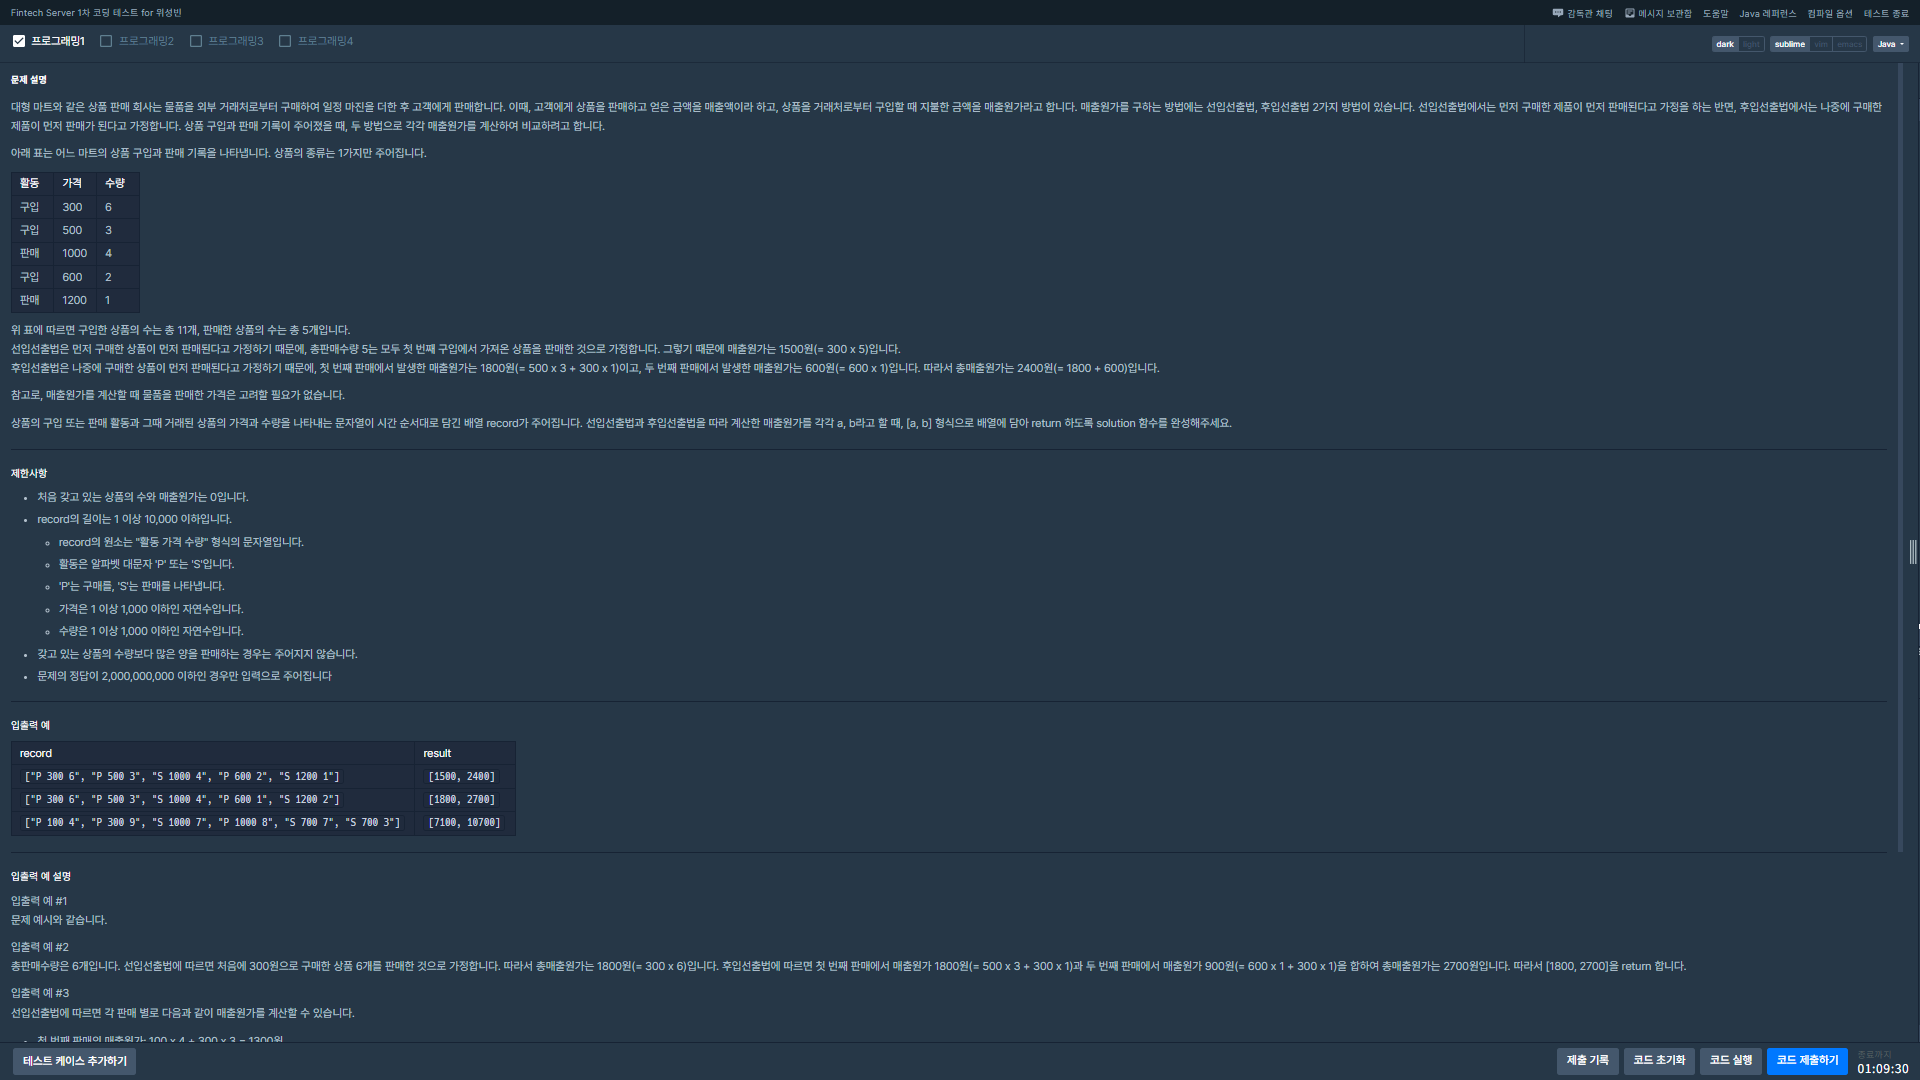 Fintech Server 1차 코딩 테스트 for 위성빈
감독관 채팅 메시지 보관함 도움말 Java 레퍼런스 컴파일 옵션 테스트 종료
프로그래밍1 프로그래밍2 프로그래밍3 프로그래밍4
dark light sublime vim emacs Java
문제 설명
대형 마트와 같은 상품 판매 회사는 물품을 외부 거래처로부터 구매하여 일정 마진을 더한 후 고객에게 판매합니다. 이때, 고객에게 상품을 판매하고 얻은 금액을 매출액이라 하고, 상품을 거래처로부터 구입할 때 지불한 금액을 매출원가라고 합니다. 매출원가를 구하는 방법에는 선입선출법, 후입선출법 2가지 방법이 있습니다. 선입선출법에서는 먼저 구매한 제품이 먼저 판매된다고 가정을 하는 반면, 후입선출법에서는 나중에 구매한
제품이 먼저 판매가 된다고 가정합니다. 상품 구입과 판매 기록이 주어졌을 때, 두 방법으로 각각 매출원가를 계산하여 비교하려고 합니다.
아래 표는 어느 마트의 상품 구입과 판매 기록을 나타냅니다. 상품의 종류는 1가지만 주어집니다.
활동 가격 수량
구입 300 6
구입 500 3
판매 1000 4
구입 600 2
판매 1200 1
위 표에 따르면 구입한 상품의 수는 총 11개, 판매한 상품의 수는 총 5개입니다.
선입선출법은 먼저 구매한 상품이 먼저 판매된다고 가정하기 때문에, 총판매수량 5는 모두 첫 번째 구입에서 가져온 상품을 판매한 것으로 가정합니다. 그렇기 때문에 매출원가는 1500원(= 300 x 5)입니다.
후입선출법은 나중에 구매한 상품이 먼저 판매된다고 가정하기 때문에, 첫 번째 판매에서 발생한 매출원가는 1800원(= 500 x 3 + 300 x 1)이고, 두 번째 판매에서 발생한 매출원가는 600원(= 600 x 1)입니다. 따라서 총매출원가는 2400원(= 1800 + 600)입니다.
참고로, 매출원가를 계산할 때 물품을 판매한 가격은 고려할 필요가 없습니다.
상품의 구입 또는 판매 활동과 그때 거래된 상품의 가격과 수량을 나타내는 문자열이 시간 순서대로 담긴 배열 record가 주어집니다. 선입선출법과 후입선출법을 따라 계산한 매출원가를 각각 a, b라고 할 때, [a, b] 형식으로 배열에 담아 return 하도록 solution 함수를 완성해주세요.
제한사항
• 처음 갖고 있는 상품의 수와 매출원가는 0입니다.
• record의 길이는 1 이상 10,000 이하입니다.
◦ record의 원소는 "활동 가격 수량" 형식의 문자열입니다.
◦ 활동은 알파벳 대문자 'P' 또는 'S'입니다.
◦ 'P'는 구매를, 'S'는 판매를 나타냅니다.
◦ 가격은 1 이상 1,000 이하인 자연수입니다.
◦ 수량은 1 이상 1,000 이하인 자연수입니다.
• 갖고 있는 상품의 수량보다 많은 양을 판매하는 경우는 주어지지 않습니다.
• 문제의 정답이 2,000,000,000 이하인 경우만 입력으로 주어집니다
입출력 예
record result
["P 300 6", "P 500 3", "S 1000 4", "P 600 2", "S 1200 1"] [1500, 2400]
["P 300 6", "P 500 3", "S 1000 4", "P 600 1", "S 1200 2"] [1800, 2700]
["P 100 4", "P 300 9", "S 1000 7", "P 1000 8", "S 700 7", "S 700 3"] [7100, 10700]
입출력 예 설명
입출력 예 #1
문제 예시와 같습니다.
입출력 예 #2
총판매수량은 6개입니다. 선입선출법에 따르면 처음에 300원으로 구매한 상품 6개를 판매한 것으로 가정합니다. 따라서 총매출원가는 1800원(= 300 x 6)입니다. 후입선출법에 따르면 첫 번째 판매에서 매출원가 1800원(= 500 x 3 + 300 x 1)과 두 번째 판매에서 매출원가 900원(= 600 x 1 + 300 x 1)을 합하여 총매출원가는 2700원입니다. 따라서 [1800, 2700]을 return 합니다.
입출력 예 #3
선입선출법에 따르면 각 판매 별로 다음과 같이 매출원가를 계산할 수 있습니다.
• 첫 번째 판매의 매출원가: 100 x 4 + 300 x 3 = 1300원
테스트 케이스 추가하기
제출 기록 코드 초기화 코드 실행 코드 제출하기
종료까지
01:09:30